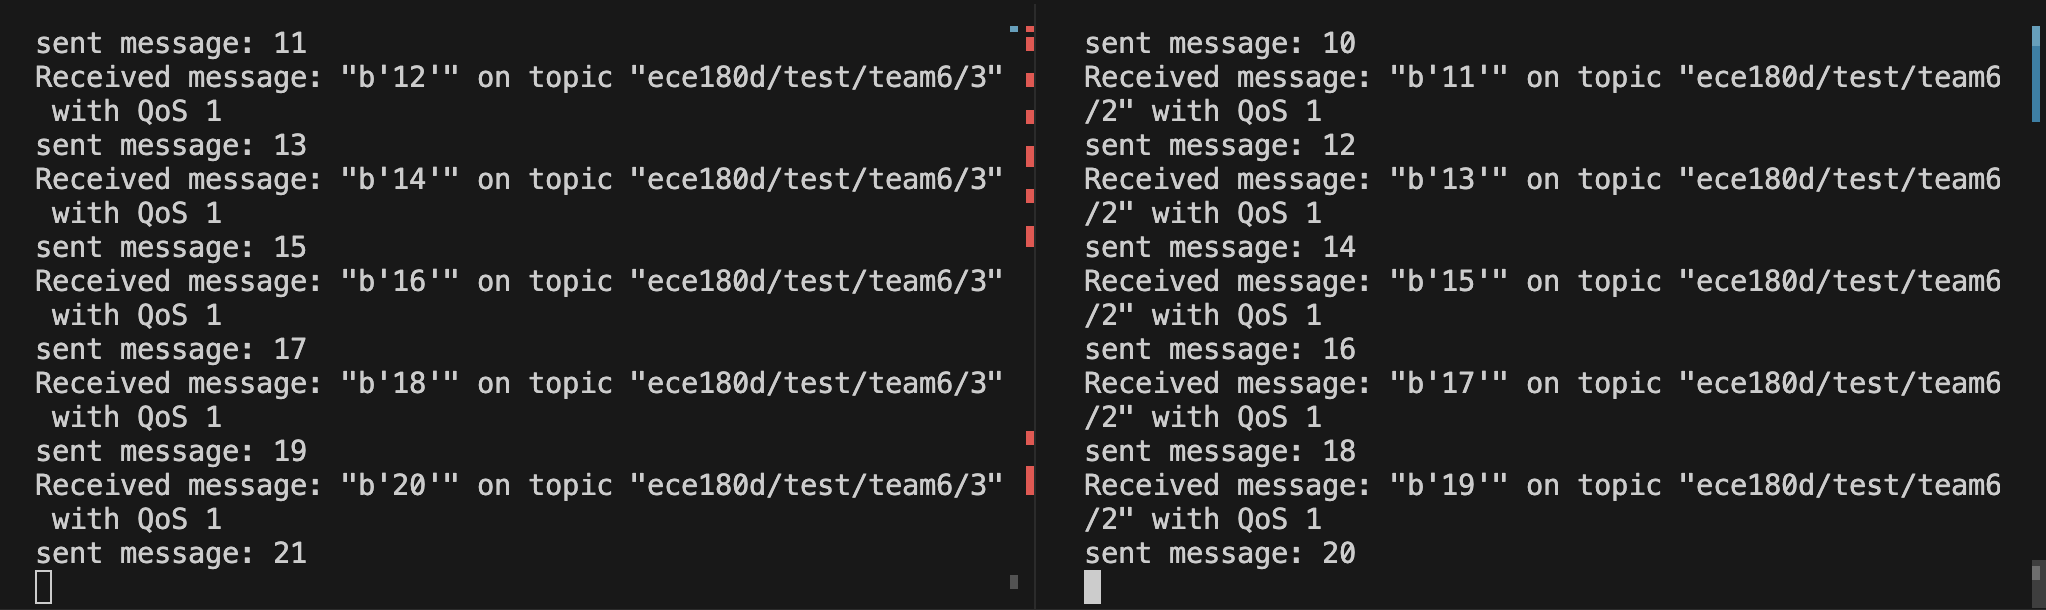 sent message: 11
Received message: "b'12'" on topic "ece180d/test/team6/3"
 with QoS 1
sent message: 13
Received message: "b'14'" on topic "ece180d/test/team6/3"
 with QoS 1
sent message: 15
Received message: "b'16'" on topic "ece180d/test/team6/3"
 with QoS 1
sent message: 17
Received message: "b'18'" on topic "ece180d/test/team6/3"
 with QoS 1
sent message: 19
Received message: "b'20'" on topic "ece180d/test/team6/3"
 with QoS 1
sent message: 21
sent message: 10
Received message: "b'11'" on topic "ece180d/test/team6
/2" with QoS 1
sent message: 12
Received message: "b'13'" on topic "ece180d/test/team6
/2" with QoS 1
sent message: 14
Received message: "b'15'" on topic "ece180d/test/team6
/2" with QoS 1
sent message: 16
Received message: "b'17'" on topic "ece180d/test/team6
/2" with QoS 1
sent message: 18
Received message: "b'19'" on topic "ece180d/test/team6
/2" with QoS 1
sent message: 20